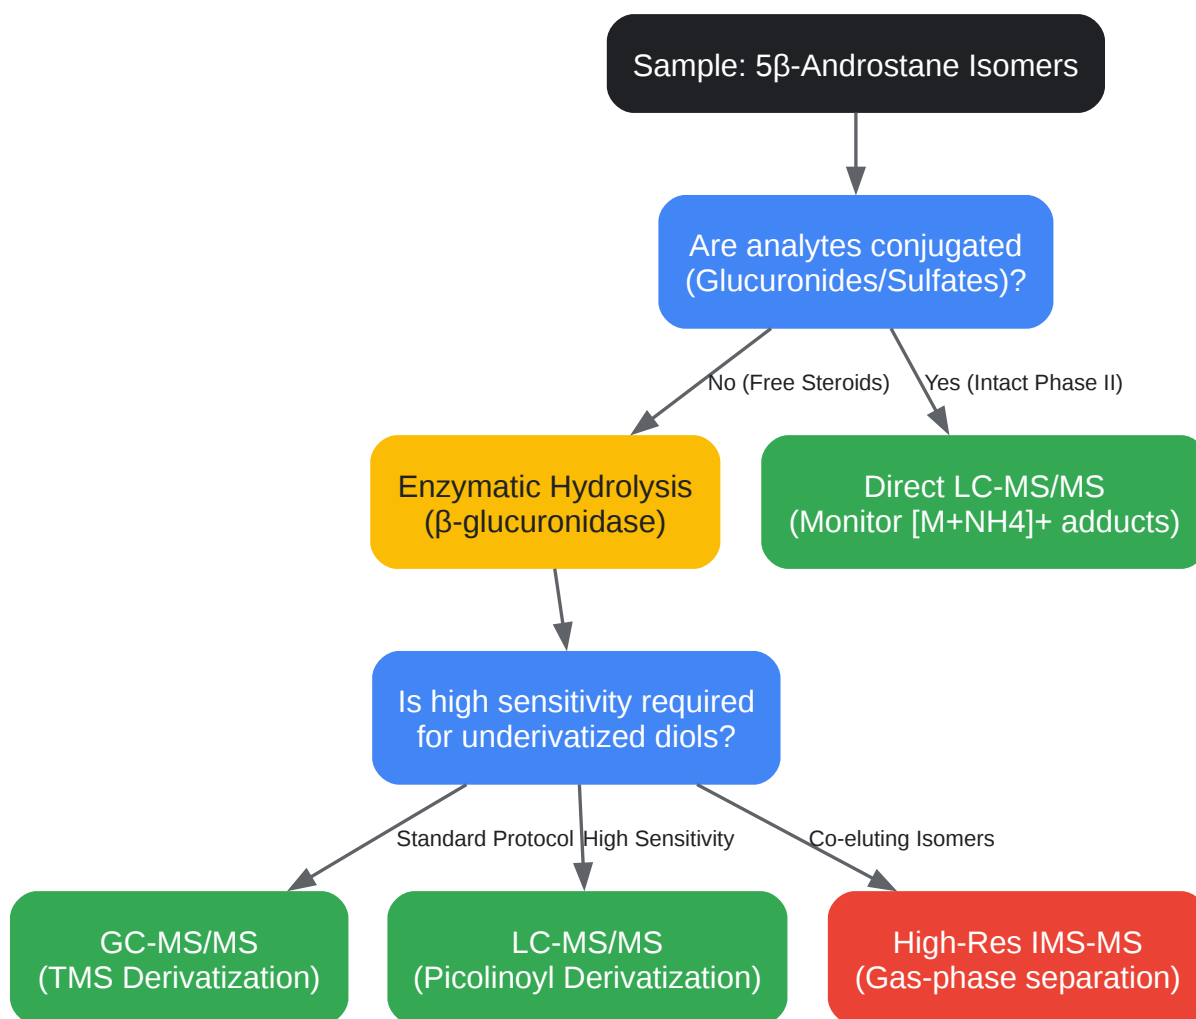 Sample: 5β-Androstane Isomers
Are analytes conjugated
(Glucuronides/Sulfates)?
No (Free Steroids)
Yes (Intact Phase II)
Enzymatic Hydrolysis
(β-glucuronidase)
Direct LC-MS/MS
(Monitor [M+NH4]+ adducts)
Is high sensitivity required
for underivatized diols?
Standard Protocol
High Sensitivity
Co-eluting Isomers
GC-MS/MS
(TMS Derivatization)
LC-MS/MS
(Picolinoyl Derivatization)
High-Res IMS-MS
(Gas-phase separation)